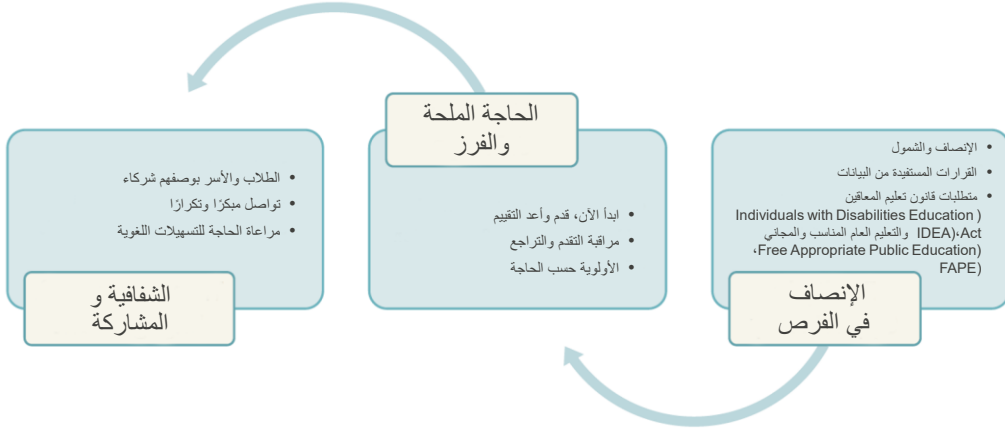 الإنصاف والشمول
القرارات المستفيدة من البيانات
متطلبات قانون تعليم المعاقين
(Individuals with Disabilities Education
Act،‏(IDEA والتعليم العام المناسب والمجاني
(Free Appropriate Public Education،
(FAPE
الإنصاف
في الفرص
الحاجة الملحة
والفرز
ابدأ الآن، قدم وأعد التقييم
مراقبة التقدم والتراجع
الأولوية حسب الحاجة
الطلاب والأسر بوصفهم شركاء
تواصل مبكرًا وتكرارًا
مراعاة الحاجة للتسهيلات اللغوية
الشفافية و
المشاركة